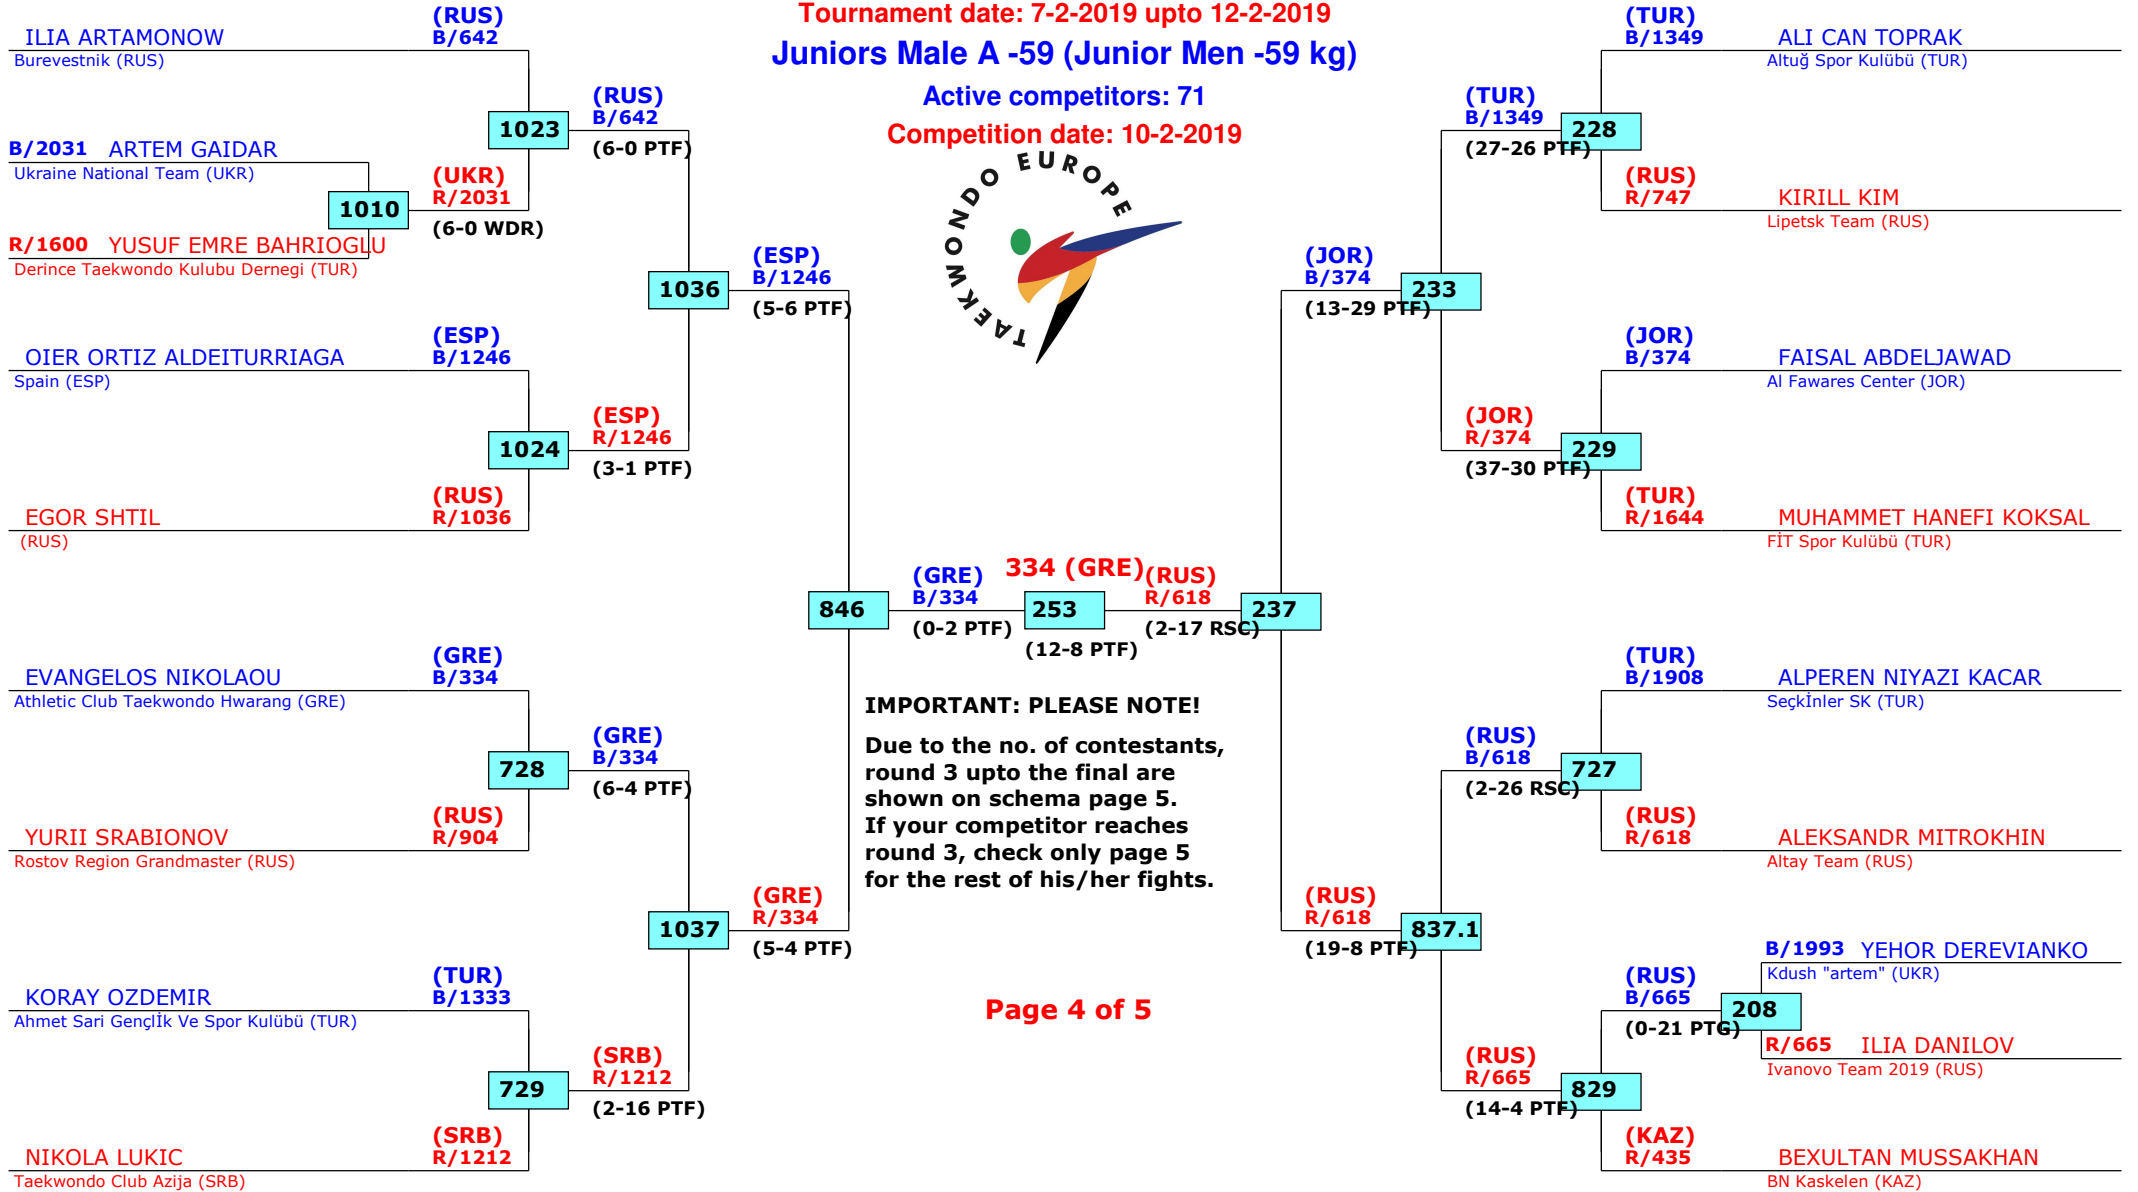 Tournament date: 7-2-2019 upto 12-2-2019
Juniors Male A -59 (Junior Men -59 kg)
Active competitors: 71
Competition date: 10-2-2019
TAEKWONDO EUROPE
(RUS)
ILIA ARTAMONOW B/642
Burevestnik (RUS)
1023
(RUS)
B/642
(6-0 PTF)
B/2031 ARTEM GAIDAR
Ukraine National Team (UKR)
1010
(UKR)
R/2031
(6-0 WDR)
R/1600 YUSUF EMRE BAHRIOGLU
Derince Taekwondo Kulubu Dernegi (TUR)
1036
(ESP)
B/1246
(5-6 PTF)
(ESP)
OIER ORTIZ ALDEITURRIAGA B/1246
Spain (ESP)
1024
(ESP)
R/1246
(3-1 PTF)
(RUS)
EGOR SHTIL R/1036
(RUS)
846
(GRE)
B/334
(0-2 PTF)
334 (GRE)
253
(12-8 PTF)
(RUS)
R/618
(2-17 RSC)
237
(GRE)
EVANGELOS NIKOLAOU B/334
Athletic Club Taekwondo Hwarang (GRE)
728
(GRE)
B/334
(6-4 PTF)
(RUS)
YURII SRABIONOV R/904
Rostov Region Grandmaster (RUS)
1037
(GRE)
R/334
(5-4 PTF)
(TUR)
KORAY OZDEMIR B/1333
Ahmet Sari Gençlİk Ve Spor Kulübü (TUR)
729
(SRB)
R/1212
(2-16 PTF)
(SRB)
NIKOLA LUKIC R/1212
Taekwondo Club Azija (SRB)
IMPORTANT: PLEASE NOTE!
Due to the no. of contestants,
round 3 upto the final are
shown on schema page 5.
If your competitor reaches
round 3, check only page 5
for the rest of his/her fights.
Page 4 of 5
(TUR)
B/1349 ALI CAN TOPRAK
Altuğ Spor Kulübü (TUR)
(TUR)
B/1349
(27-26 PTF)
228
(RUS)
R/747 KIRILL KIM
Lipetsk Team (RUS)
(JOR)
B/374
(13-29 PTF)
233
(JOR)
B/374 FAISAL ABDELJAWAD
Al Fawares Center (JOR)
(JOR)
R/374
(37-30 PTF)
229
(TUR)
R/1644 MUHAMMET HANEFI KOKSAL
FİT Spor Kulübü (TUR)
(TUR)
B/1908 ALPEREN NIYAZI KACAR
Seçkİnler SK (TUR)
(RUS)
B/618
(2-26 RSC)
727
(RUS)
R/618 ALEKSANDR MITROKHIN
Altay Team (RUS)
(RUS)
R/618
(19-8 PTF)
837.1
B/1993 YEHOR DEREVIANKO
Kdush "artem" (UKR)
(RUS)
B/665
(0-21 PTG)
208
R/665 ILIA DANILOV
Ivanovo Team 2019 (RUS)
(RUS)
R/665
(14-4 PTF)
829
(KAZ)
R/435 BEXULTAN MUSSAKHAN
BN Kaskelen (KAZ)